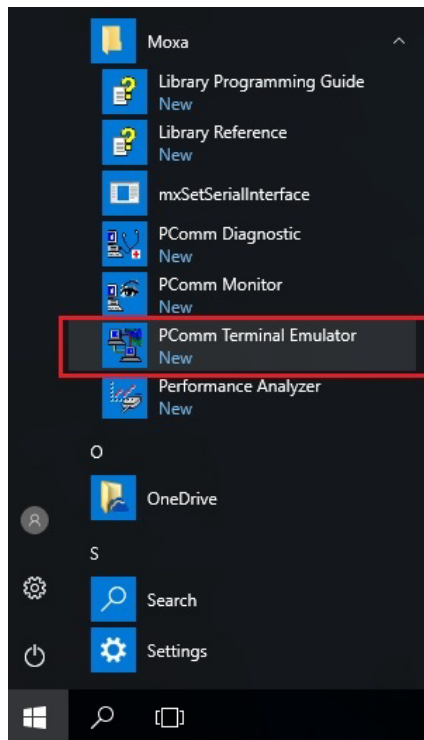 Moxa
Library Programming Guide
New
Library Reference
New
mxSetSerialInterface
PComm Diagnostic
New
PComm Monitor
New
PComm Terminal Emulator
New
Performance Analyzer
New
O
OneDrive
S
Search
Settings